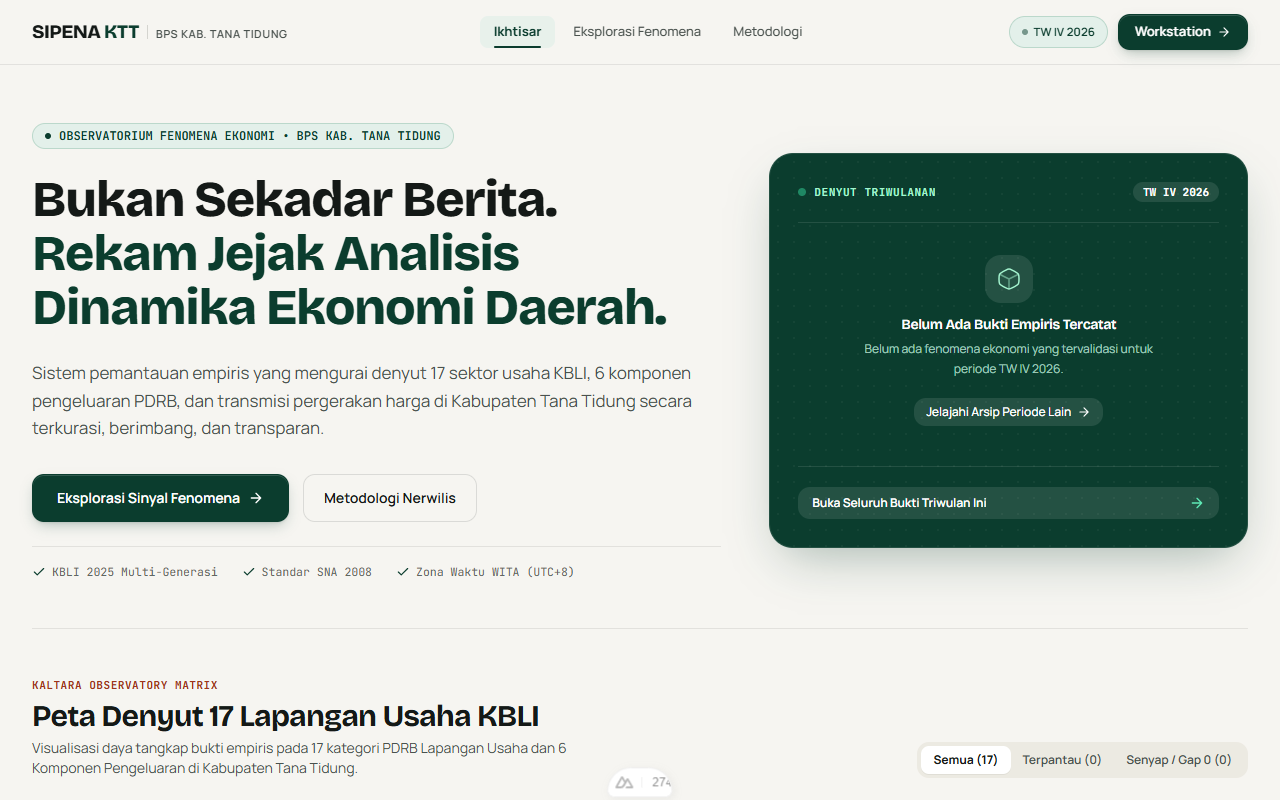 SIPENA KTT
BPS KAB. TANA TIDUNG
Ikhtisar
Eksplorasi Fenomena
Metodologi
TW IV 2026
Workstation →
OBSERVATORIUM FENOMENA EKONOMI • BPS KAB. TANA TIDUNG
Bukan Sekadar Berita.
Rekam Jejak Analisis
Dinamika Ekonomi Daerah.
Sistem pemantauan empiris yang mengurai denyut 17 sektor usaha KBLI, 6 komponen
pengeluaran PDRB, dan transmisi pergerakan harga di Kabupaten Tana Tidung secara
terkurasi, berimbang, dan transparan.
Eksplorasi Sinyal Fenomena →
Metodologi Nerwilis
KBLI 2025 Multi-Generasi
Standar SNA 2008
Zona Waktu WITA (UTC+8)
DENYUT TRIWULANAN
TW IV 2026
Belum Ada Bukti Empiris Tercatat
Belum ada fenomena ekonomi yang tervalidasi untuk
periode TW IV 2026.
Jelajahi Arsip Periode Lain →
Buka Seluruh Bukti Triwulan Ini →
KALTARA OBSERVATORY MATRIX
Peta Denyut 17 Lapangan Usaha KBLI
Visualisasi daya tangkap bukti empiris pada 17 kategori PDRB Lapangan Usaha dan 6
Komponen Pengeluaran di Kabupaten Tana Tidung.
Semua (17)
Terpantau (0)
Senyap / Gap 0 (0)